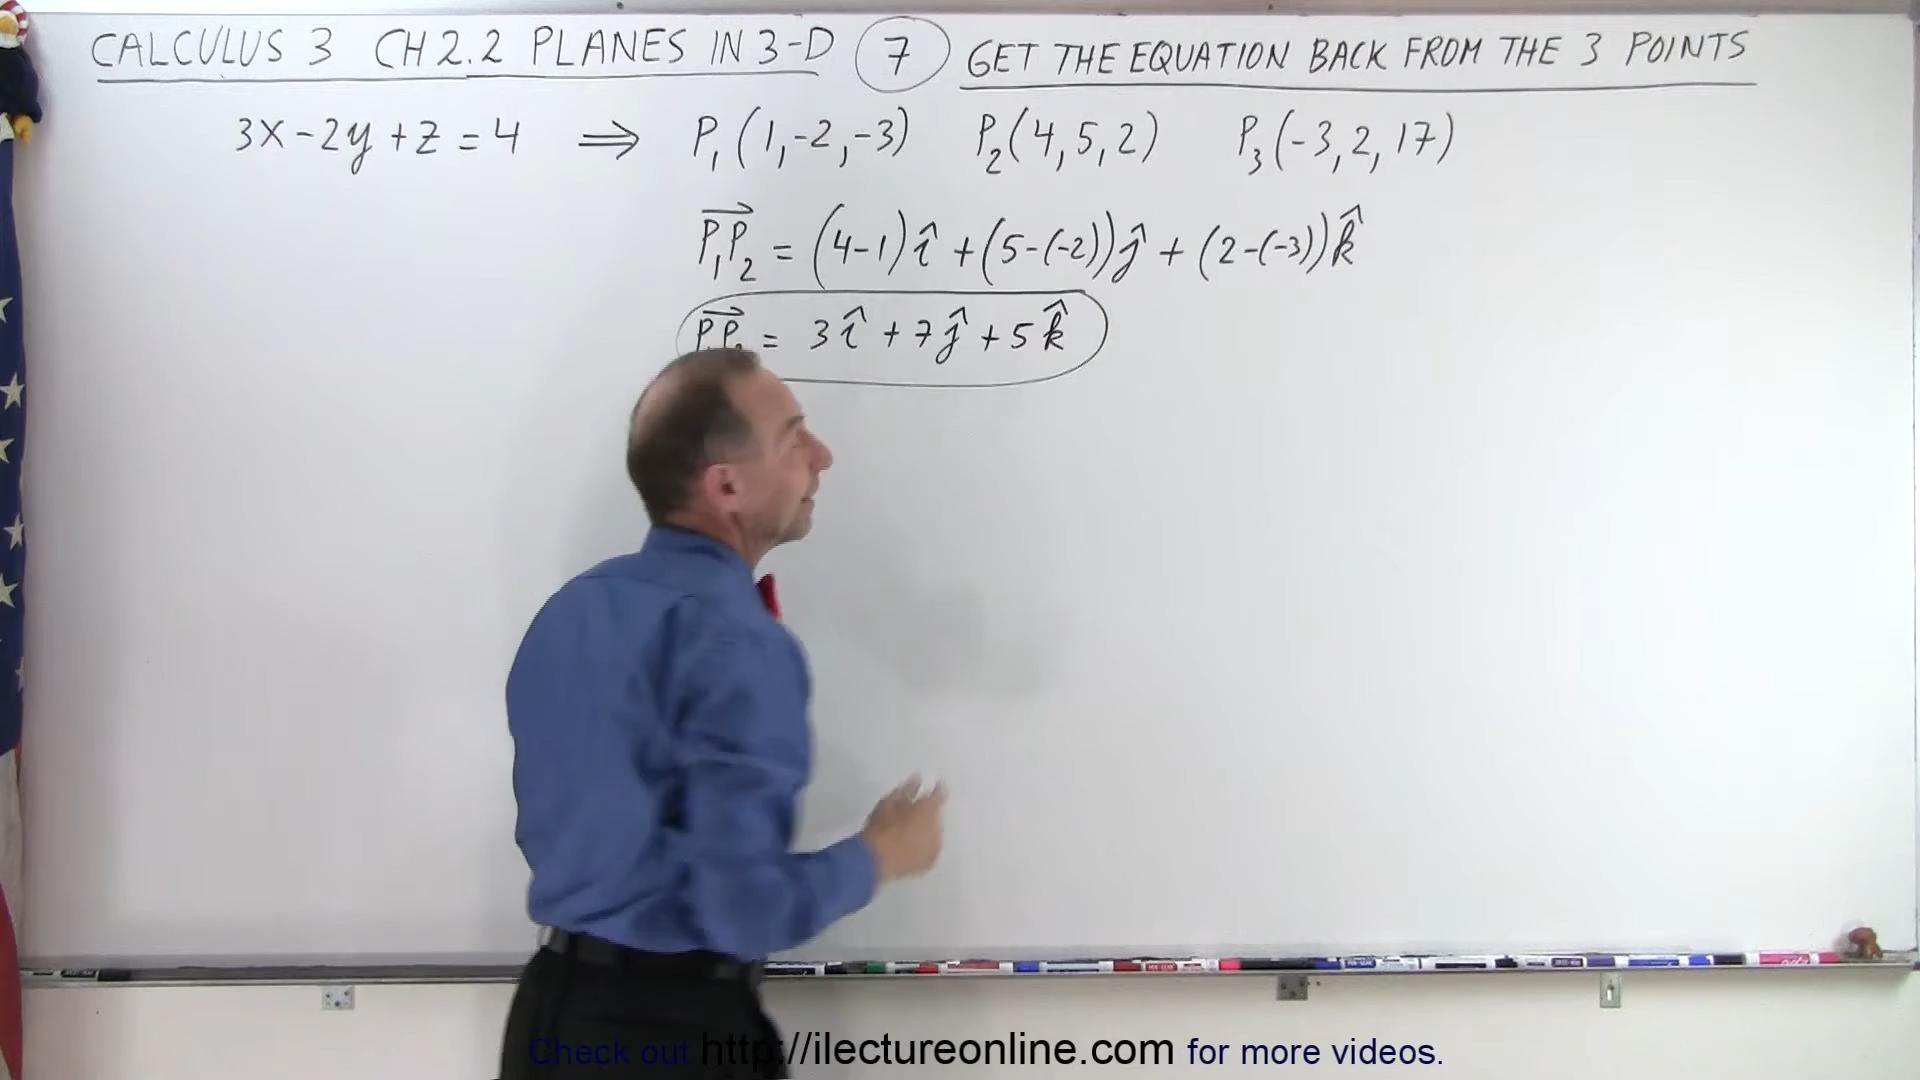 CALCULUS 3 CH 2.2 PLANES IN 3-D 7 GET THE EQUATION BACK FROM THE 3 POINTS
3x-2y+z=4 ⟹ P₁(1,-2,-3) P₂(4,5,2) P₃(-3,2,17)
P₁P₂ = (4-1)î + (5-(-2))ĵ + (2-(-3))k̂
P₁P₂ = 3î + 7ĵ + 5k̂
Check out http://ilectureonline.com for more videos.